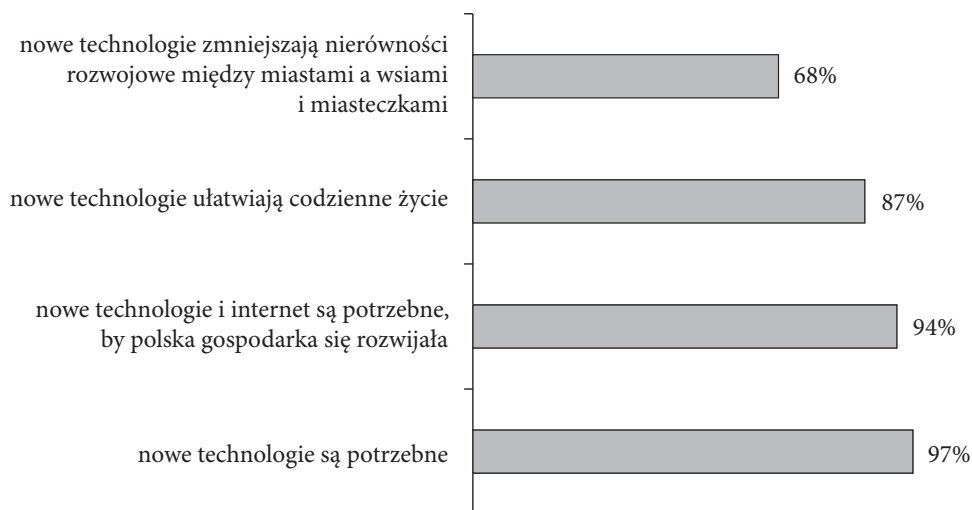 nowe technologie zmniejszają nierówności
rozwojowe między miastami a wsiami
i miasteczkami
68%
nowe technologie ułatwiają codzienne życie
87%
nowe technologie i internet są potrzebne,
by polska gospodarka się rozwijała
94%
nowe technologie są potrzebne
97%